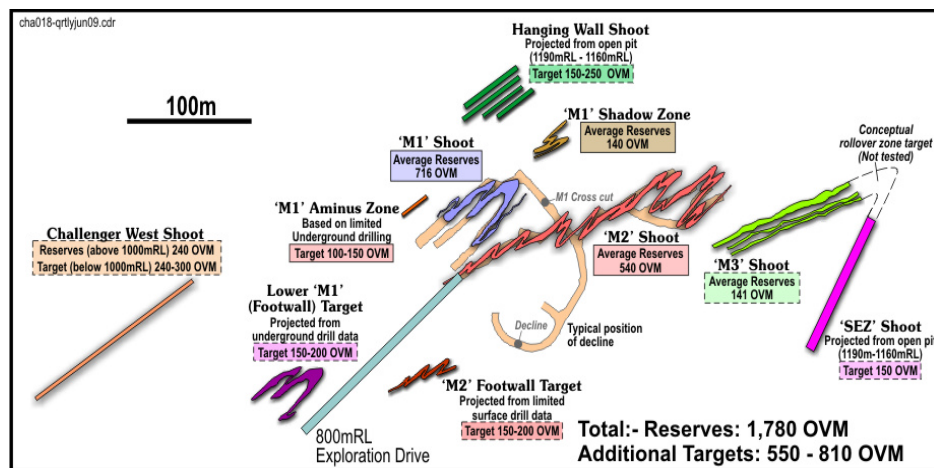 cha018-qrtlyjun09.cdr
Hanging Wall Shoot
Projected from open pit
(1190mRL - 1160mRL)
Target 150-250 OVM
100m
'M1' Shadow Zone
Average Reserves
140 OVM
'M1' Shoot
Average Reserves
716 OVM
Conceptual
rollover zone target
(Not tested)
M1 Cross cut
'M1' Aminus Zone
Based on limited
Underground drilling
Target 100-150 OVM
Challenger West Shoot
Reserves (above 1000mRL) 240 OVM
Target (below 1000mRL) 240-300 OVM
'M2' Shoot
Average Reserves
540 OVM
'M3' Shoot
Average Reserves
141 OVM
Lower 'M1'
(Footwall) Target
Projected from
underground drill data
Target 150-200 OVM
Decline
Typical position
of decline
'SEZ' Shoot
Projected from open pit
(1190m-1160mRL)
Target 150 OVM
'M2' Footwall Target
Projected from limited
surface drill data
Target 150-200 OVM
800mRL
Exploration Drive
Total:- Reserves: 1,780 OVM
Additional Targets: 550 - 810 OVM